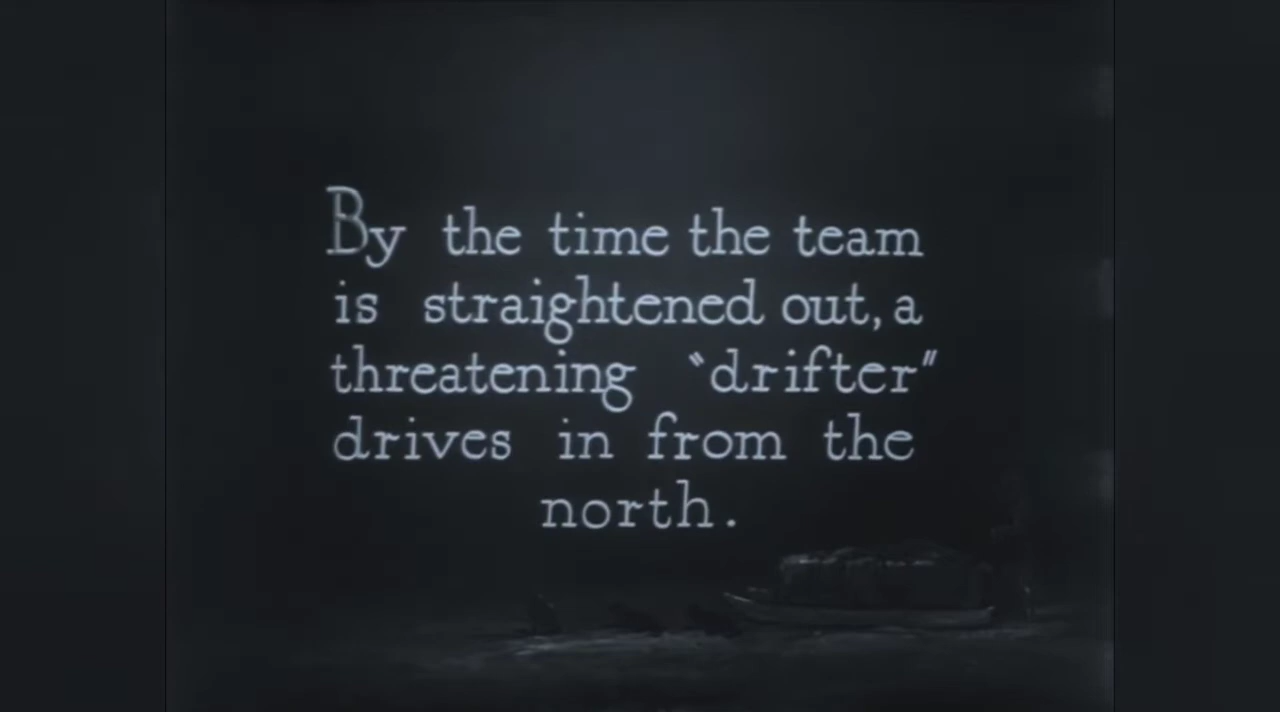 By the time the team
is straightened out, a
threatening "drifter"
drives in from the
north.